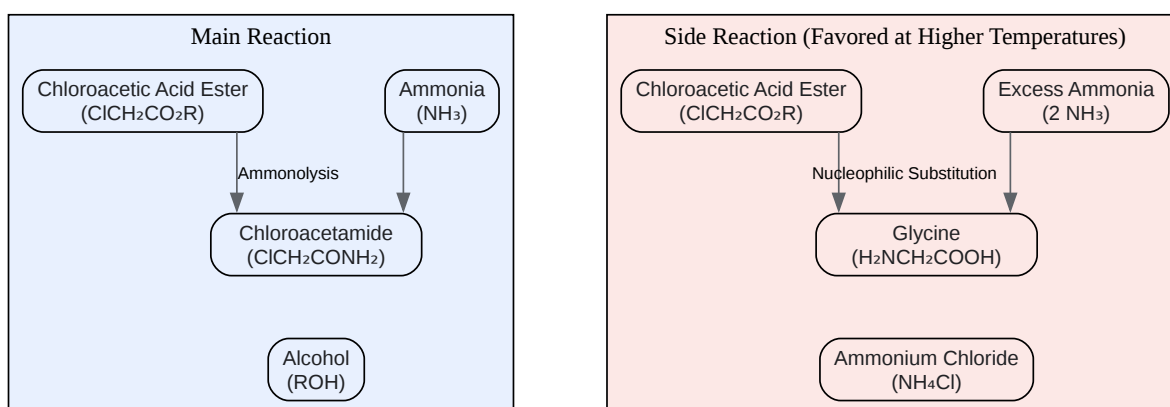 Main Reaction
Chloroacetic Acid Ester
(ClCH₂CO₂R)
Ammonia
(NH₃)
Ammonolysis
Chloroacetamide
(ClCH₂CONH₂)
Alcohol
(ROH)
Side Reaction (Favored at Higher Temperatures)
Chloroacetic Acid Ester
(ClCH₂CO₂R)
Excess Ammonia
(2 NH₃)
Nucleophilic Substitution
Glycine
(H₂NCH₂COOH)
Ammonium Chloride
(NH₄Cl)